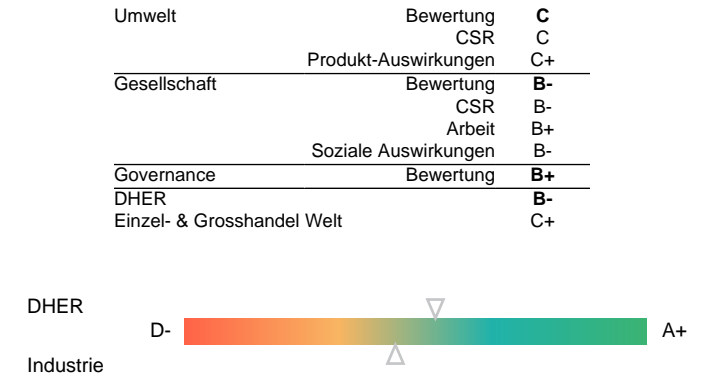 Umwelt Bewertung C
CSR C
Produkt-Auswirkungen C+
Gesellschaft Bewertung B-
CSR B-
Arbeit B+
Soziale Auswirkungen B-
Governance Bewertung B+
DHER B-
Einzel- & Grosshandel Welt C+
DHER
D- A+
Industrie